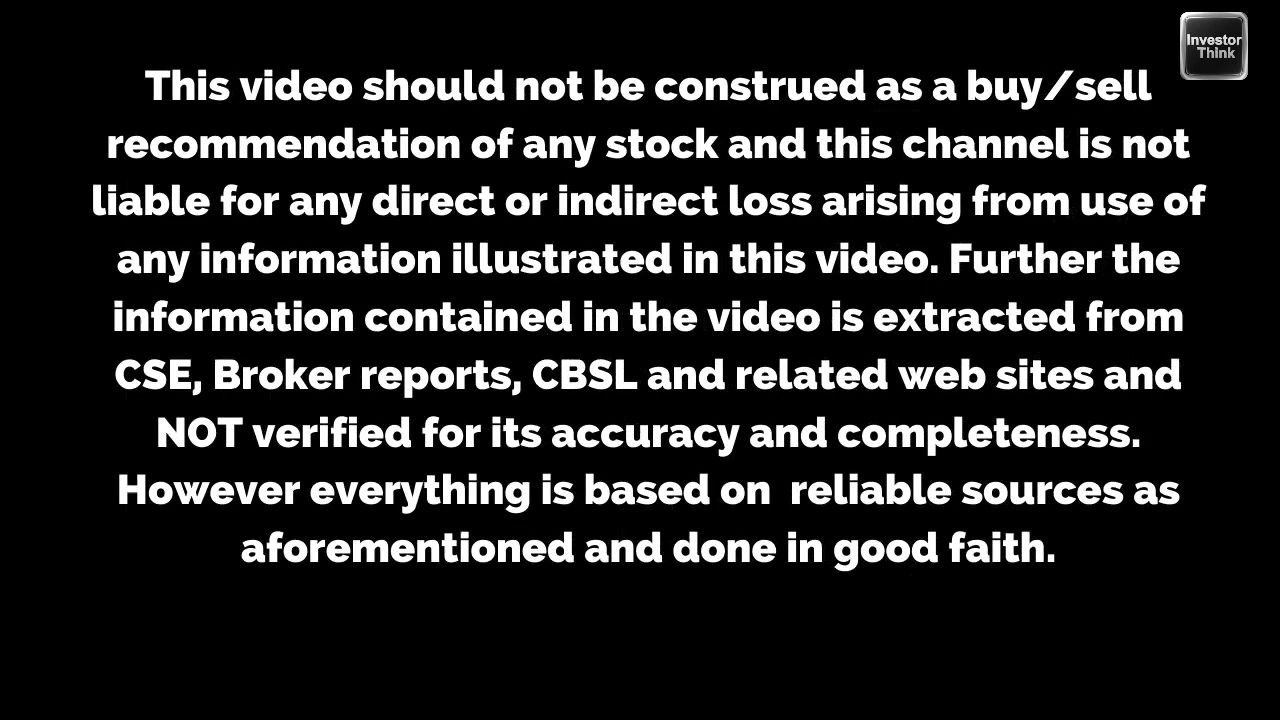 Investor
Think
This video should not be construed as a buy/sell
recommendation of any stock and this channel is not
liable for any direct or indirect loss arising from use of
any information illustrated in this video. Further the
information contained in the video is extracted from
CSE, Broker reports, CBSL and related web sites and
NOT verified for its accuracy and completeness.
However everything is based on  reliable sources as
aforementioned and done in good faith.